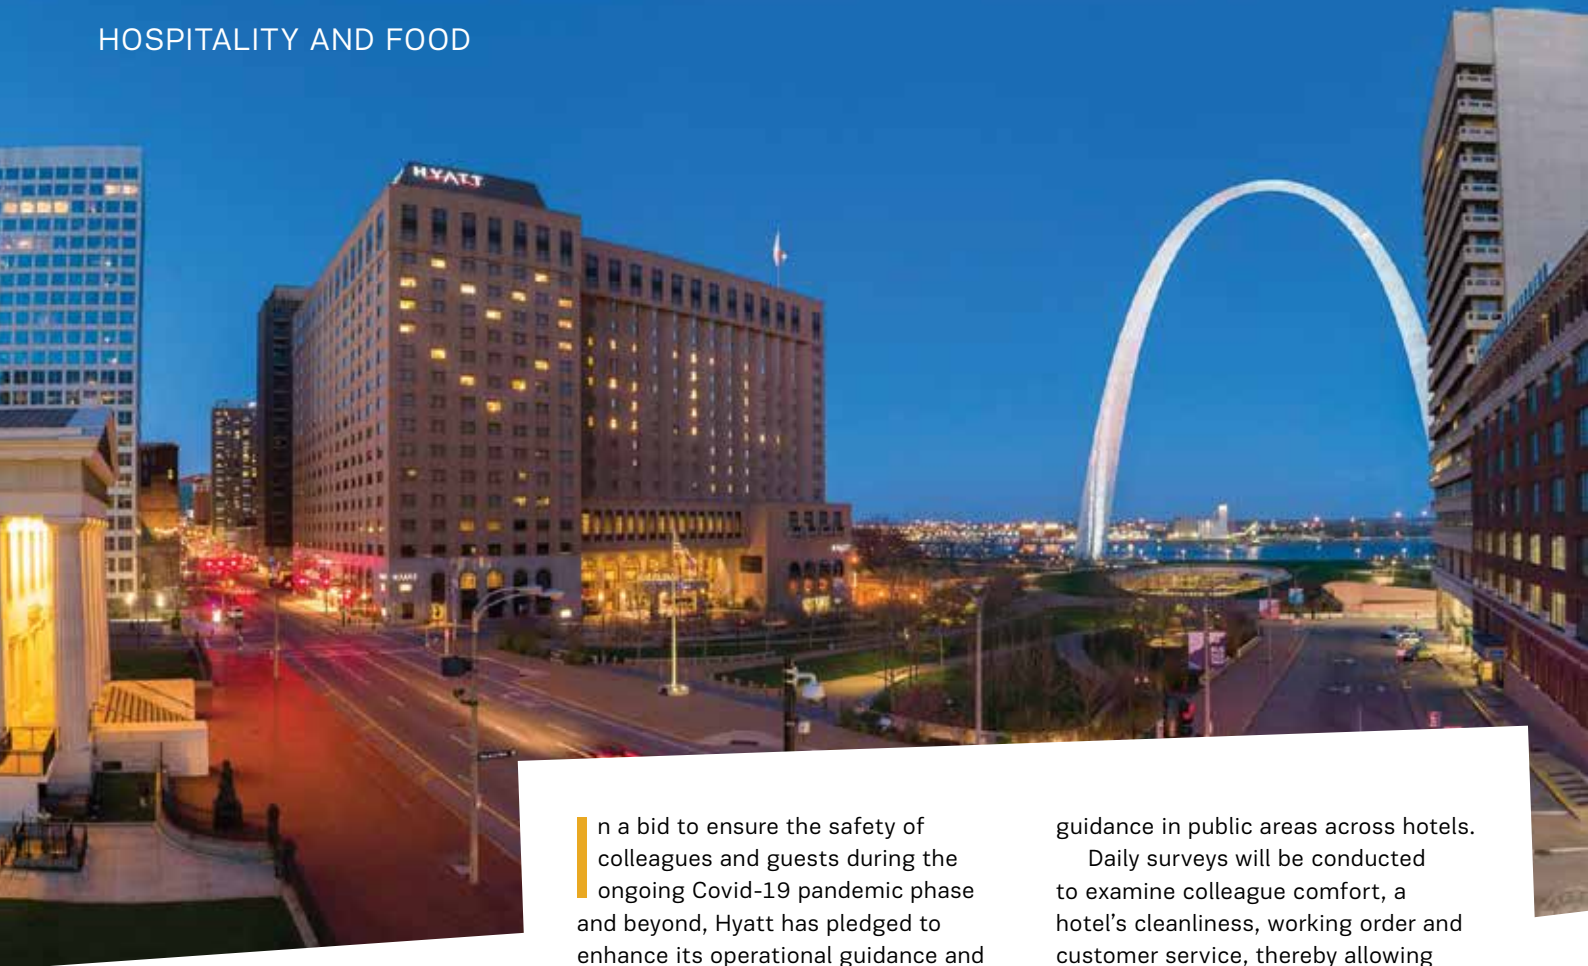 HOSPITALITY AND FOOD
HYATT
In a bid to ensure the safety of
colleagues and guests during the
ongoing Covid-19 pandemic phase
and beyond, Hyatt has pledged to
enhance its operational guidance and
guidance in public areas across hotels.
Daily surveys will be conducted
to examine colleague comfort, a
hotel's cleanliness, working order and
customer service, thereby allowing